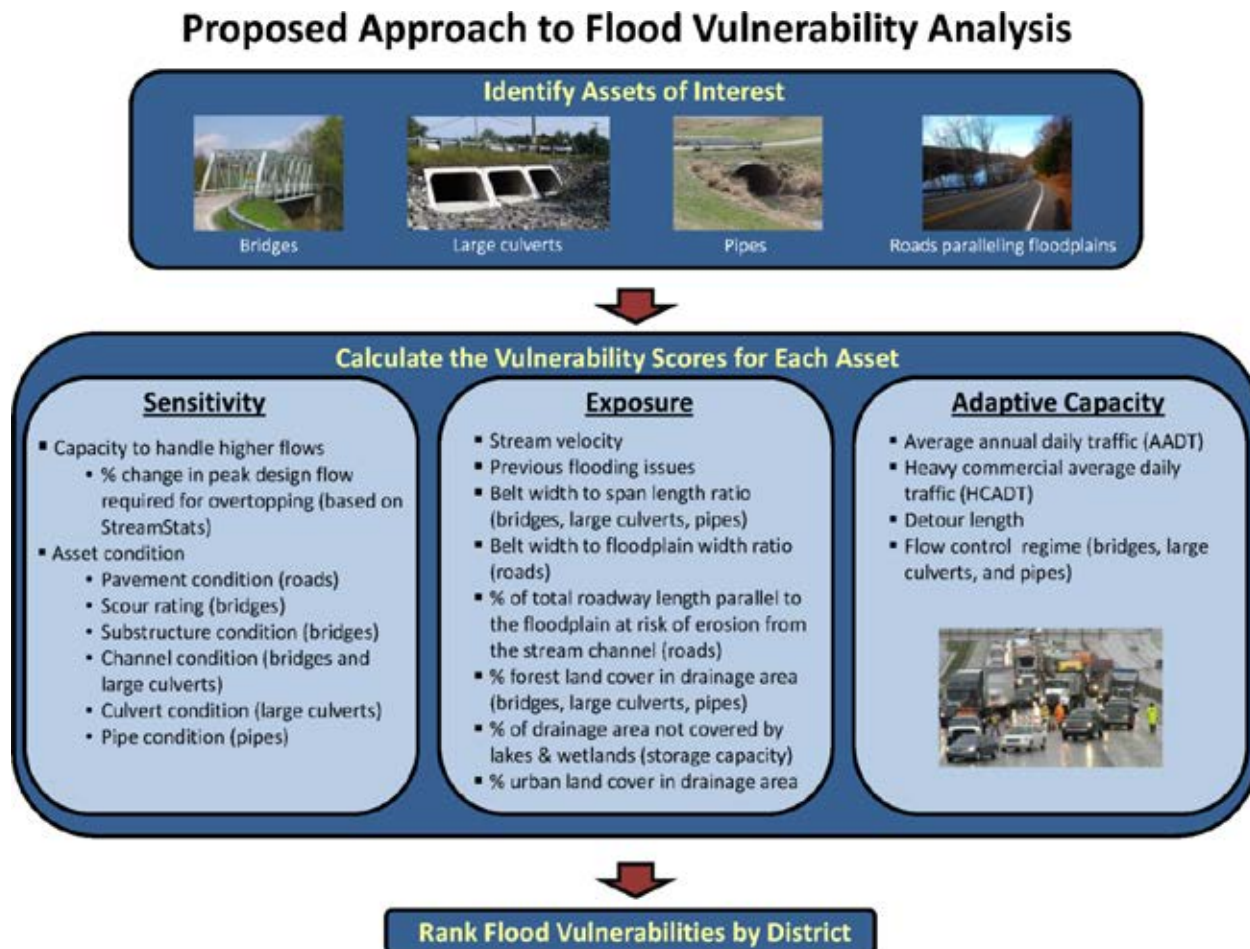 Proposed Approach to Flood Vulnerability Analysis
Identify Assets of Interest
Bridges
Large culverts
Pipes
Roads paralleling floodplains
Calculate the Vulnerability Scores for Each Asset
Sensitivity
▪ Capacity to handle higher flows
• % change in peak design flow
required for overtopping (based on
StreamStats)
▪ Asset condition
• Pavement condition (roads)
• Scour rating (bridges)
• Substructure condition (bridges)
• Channel condition (bridges and
large culverts)
• Culvert condition (large culverts)
• Pipe condition (pipes)
Exposure
▪ Stream velocity
▪ Previous flooding issues
▪ Belt width to span length ratio
(bridges, large culverts, pipes)
▪ Belt width to floodplain width ratio
(roads)
▪ % of total roadway length parallel to
the floodplain at risk of erosion from
the stream channel (roads)
▪ % forest land cover in drainage area
(bridges, large culverts, pipes)
▪ % of drainage area not covered by
lakes & wetlands (storage capacity)
▪ % urban land cover in drainage area
Adaptive Capacity
▪ Average annual daily traffic (AADT)
▪ Heavy commercial average daily
traffic (HCADT)
▪ Detour length
▪ Flow control regime (bridges, large
culverts, and pipes)
Rank Flood Vulnerabilities by District